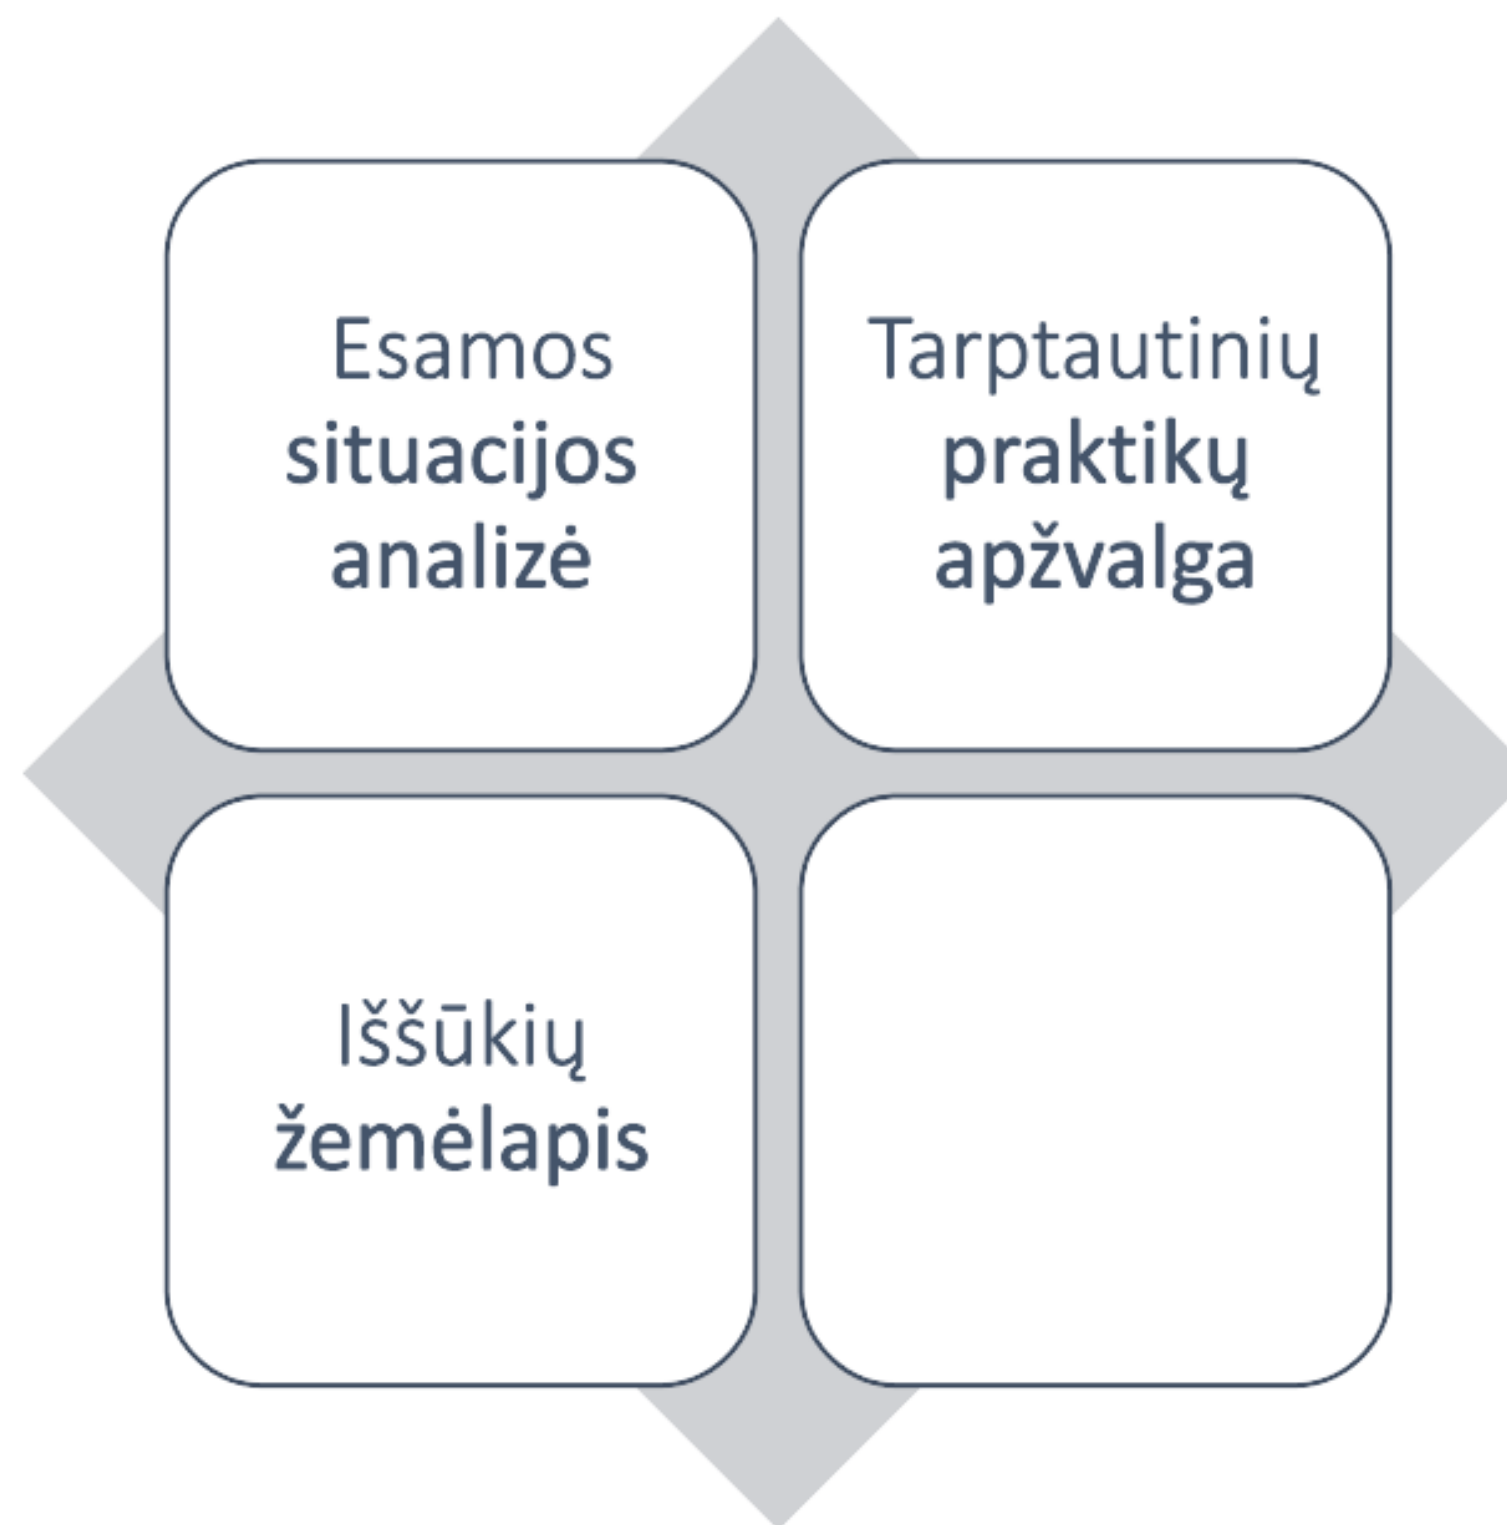 Esamos
situacijos
analizė
Tarptautinių
praktikų
apžvalga
Iššūkių
žemėlapis